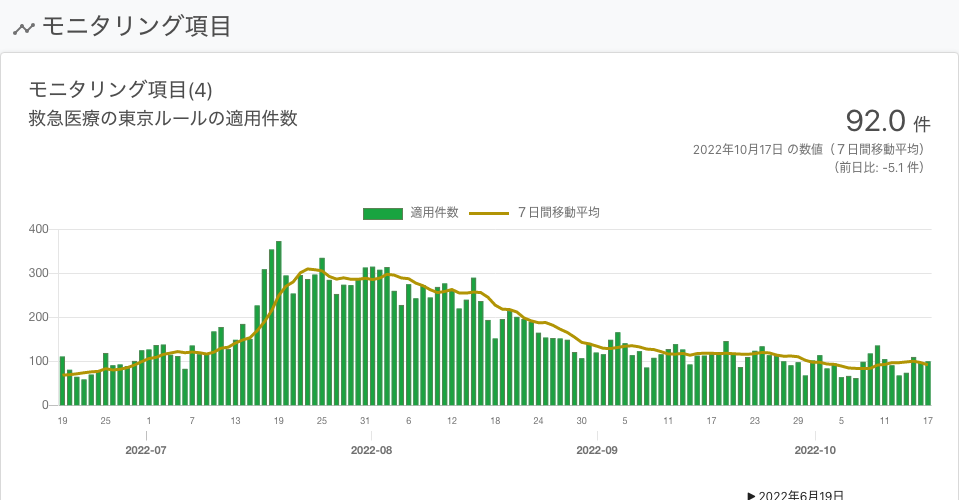 モニタリング項目
モニタリング項目(4)
救急医療の東京ルールの適用件数
92.0 件
2022年10月17日 の数値（７日間移動平均）
（前日比: -5.1 件）
適用件数 ７日間移動平均
400
300
200
100
0
19 25 1 7 13 19 25 31 6 12 18 24 30 5 11 17 23 29 5 11 17
2022-07 2022-08 2022-09 2022-10
▶ 2022年6月19日